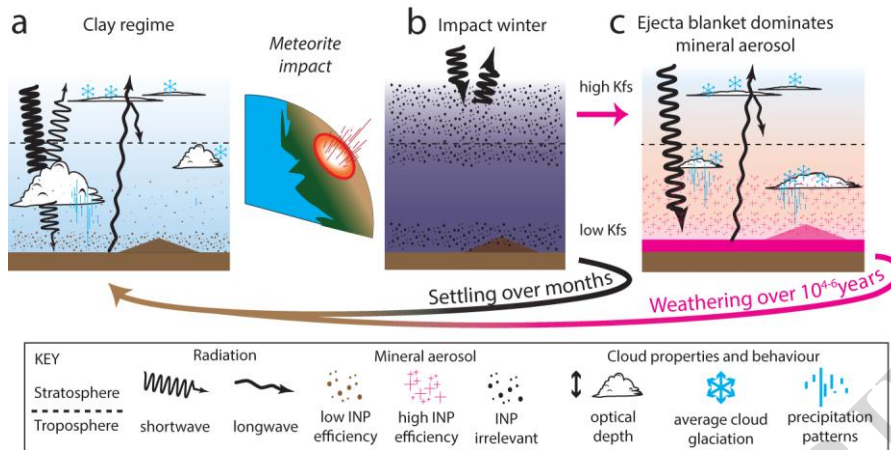 a
Clay regime
Meteorite
impact
b
Impact winter
c
Ejecta blanket dominates
mineral aerosol
high Kfs
low Kfs
Settling over months
Weathering over 10⁴⁻⁶ years
KEY
Stratosphere
Troposphere
Radiation
shortwave
longwave
Mineral aerosol
low INP
efficiency
high INP
efficiency
INP
irrelevant
Cloud properties and behaviour
optical
depth
average cloud
glaciation
precipitation
patterns